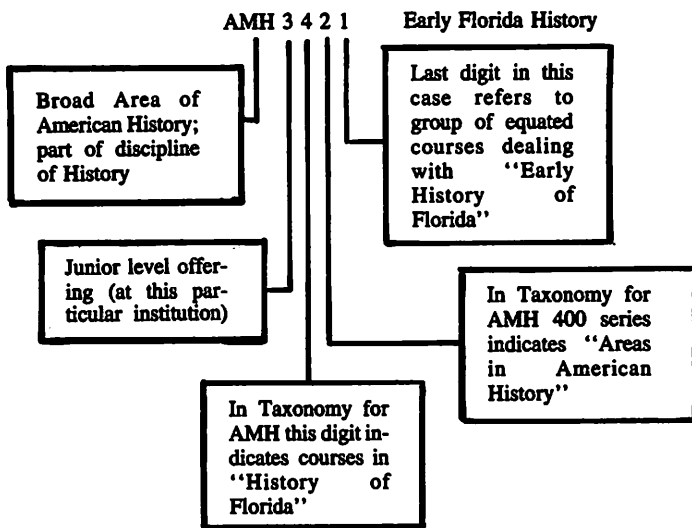 AMH 3 4 2 1 Early Florida History
Broad Area of
American History;
part of discipline
of History
Last digit in this
case refers to
group of equated
courses dealing
with “Early
History of
Florida”
Junior level offer-
ing (at this par-
ticular institution)
In Taxonomy for
AMH 400 series
indicates “Areas
in American
History”
In Taxonomy for
AMH this digit in-
dicates courses in
“History of
Florida”